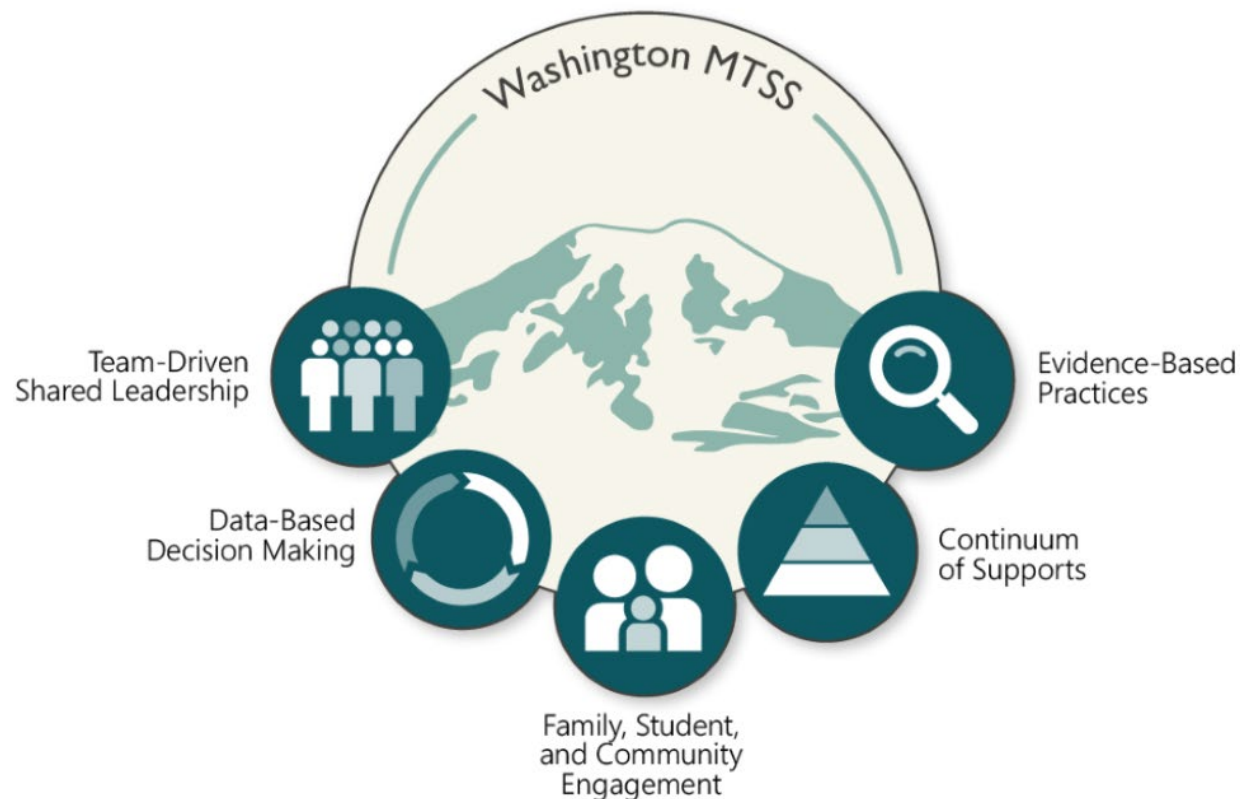 Washington MTSS
Team-Driven
Shared Leadership
Evidence-Based
Practices
Data-Based
Decision Making
Continuum
of Supports
Family, Student,
and Community
Engagement